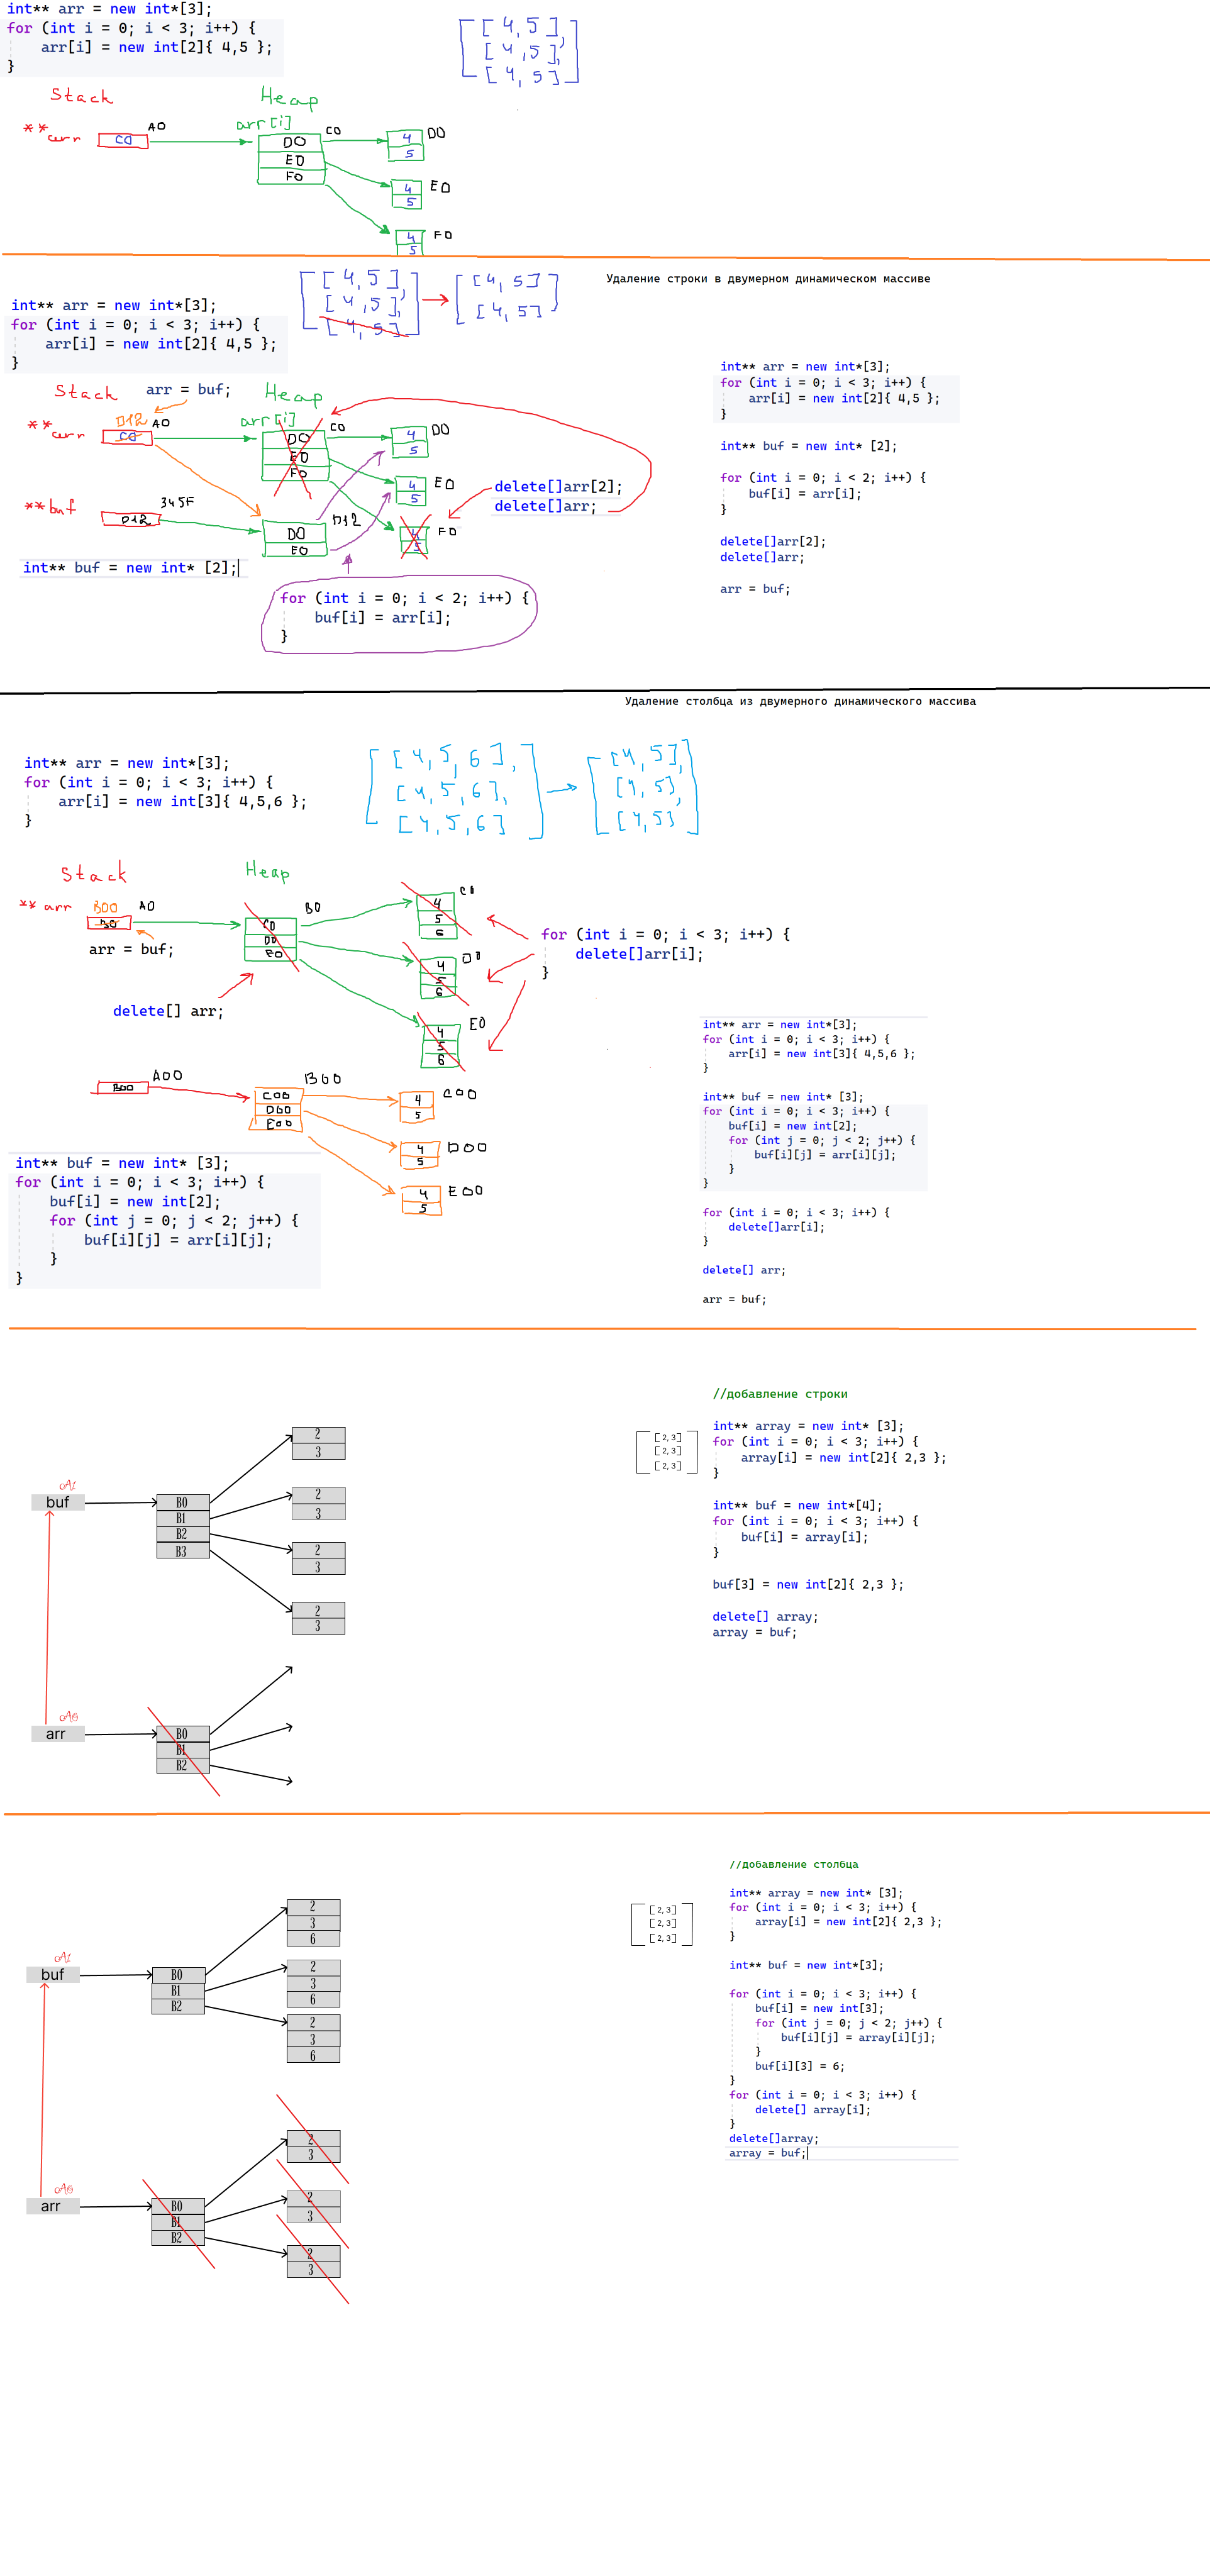 int** arr = new int*[3];
for (int i = 0; i < 3; i++) {
arr[i] = new int[2]{ 4,5 };
}
[ 4, 5 ],
[ 4, 5 ],
[ 4, 5 ]
Stack
Heap
** arr
C0
A0
arr[i]
D0
E0
F0
C0
4
5
D0
4
5
E0
4
5
F0
Удаление строки в двумерном динамическом массиве
int** arr = new int*[3];
for (int i = 0; i < 3; i++) {
arr[i] = new int[2]{ 4,5 };
}
[ 4, 5 ],
[ 4, 5 ],
[ 4, 5 ]
[ 4, 5 ]
[ 4, 5 ]
Stack
arr = buf;
Heap
D12
** arr
C0
A0
arr[i]
D0
E0
F0
C0
4
5
D0
4
5
E0
4
5
F0
delete[]arr[2];
delete[]arr;
**buf
D12
345F
D0
E0
D12
int** buf = new int* [2];
for (int i = 0; i < 2; i++) {
buf[i] = arr[i];
}
int** arr = new int*[3];
for (int i = 0; i < 3; i++) {
arr[i] = new int[2]{ 4,5 };
}
int** buf = new int* [2];
for (int i = 0; i < 2; i++) {
buf[i] = arr[i];
}
delete[]arr[2];
delete[]arr;
arr = buf;
Удаление столбца из двумерного динамического массива
int** arr = new int*[3];
for (int i = 0; i < 3; i++) {
arr[i] = new int[3]{ 4,5,6 };
}
[ 4, 5, 6 ],
[ 4, 5, 6 ],
[ 4, 5, 6 ]
[ 4, 5 ],
[ 4, 5 ],
[ 4, 5 ]
Stack
Heap
** arr
B00
B0
A0
arr = buf;
C0
D0
E0
B0
4
5
6
C0
4
5
6
D0
4
5
6
E0
for (int i = 0; i < 3; i++) {
delete[]arr[i];
}
delete[] arr;
B00
A00
C00
D00
E00
B00
4
5
C00
4
5
D00
4
5
E00
int** buf = new int* [3];
for (int i = 0; i < 3; i++) {
buf[i] = new int[2];
for (int j = 0; j < 2; j++) {
buf[i][j] = arr[i][j];
}
}
int** arr = new int*[3];
for (int i = 0; i < 3; i++) {
arr[i] = new int[3]{ 4,5,6 };
}
int** buf = new int* [3];
for (int i = 0; i < 3; i++) {
buf[i] = new int[2];
for (int j = 0; j < 2; j++) {
buf[i][j] = arr[i][j];
}
}
for (int i = 0; i < 3; i++) {
delete[]arr[i];
}
delete[] arr;
arr = buf;
//добавление строки
int** array = new int* [3];
for (int i = 0; i < 3; i++) {
array[i] = new int[2]{ 2,3 };
}
int** buf = new int*[4];
for (int i = 0; i < 3; i++) {
buf[i] = array[i];
}
buf[3] = new int[2]{ 2,3 };
delete[] array;
array = buf;
[ 2, 3 ]
[ 2, 3 ]
[ 2, 3 ]
0A1
buf
B0
B1
B2
B3
2
3
2
3
2
3
2
3
0A0
arr
B0
B1
B2
//добавление столбца
int** array = new int* [3];
for (int i = 0; i < 3; i++) {
array[i] = new int[2]{ 2,3 };
}
int** buf = new int*[3];
for (int i = 0; i < 3; i++) {
buf[i] = new int[3];
for (int j = 0; j < 2; j++) {
buf[i][j] = array[i][j];
}
buf[i][3] = 6;
}
for (int i = 0; i < 3; i++) {
delete[] array[i];
}
delete[]array;
array = buf;
[ 2, 3 ]
[ 2, 3 ]
[ 2, 3 ]
0A1
buf
B0
B1
B2
2
3
6
2
3
6
2
3
6
0A0
arr
B0
B1
B2
2
3
2
3
2
3